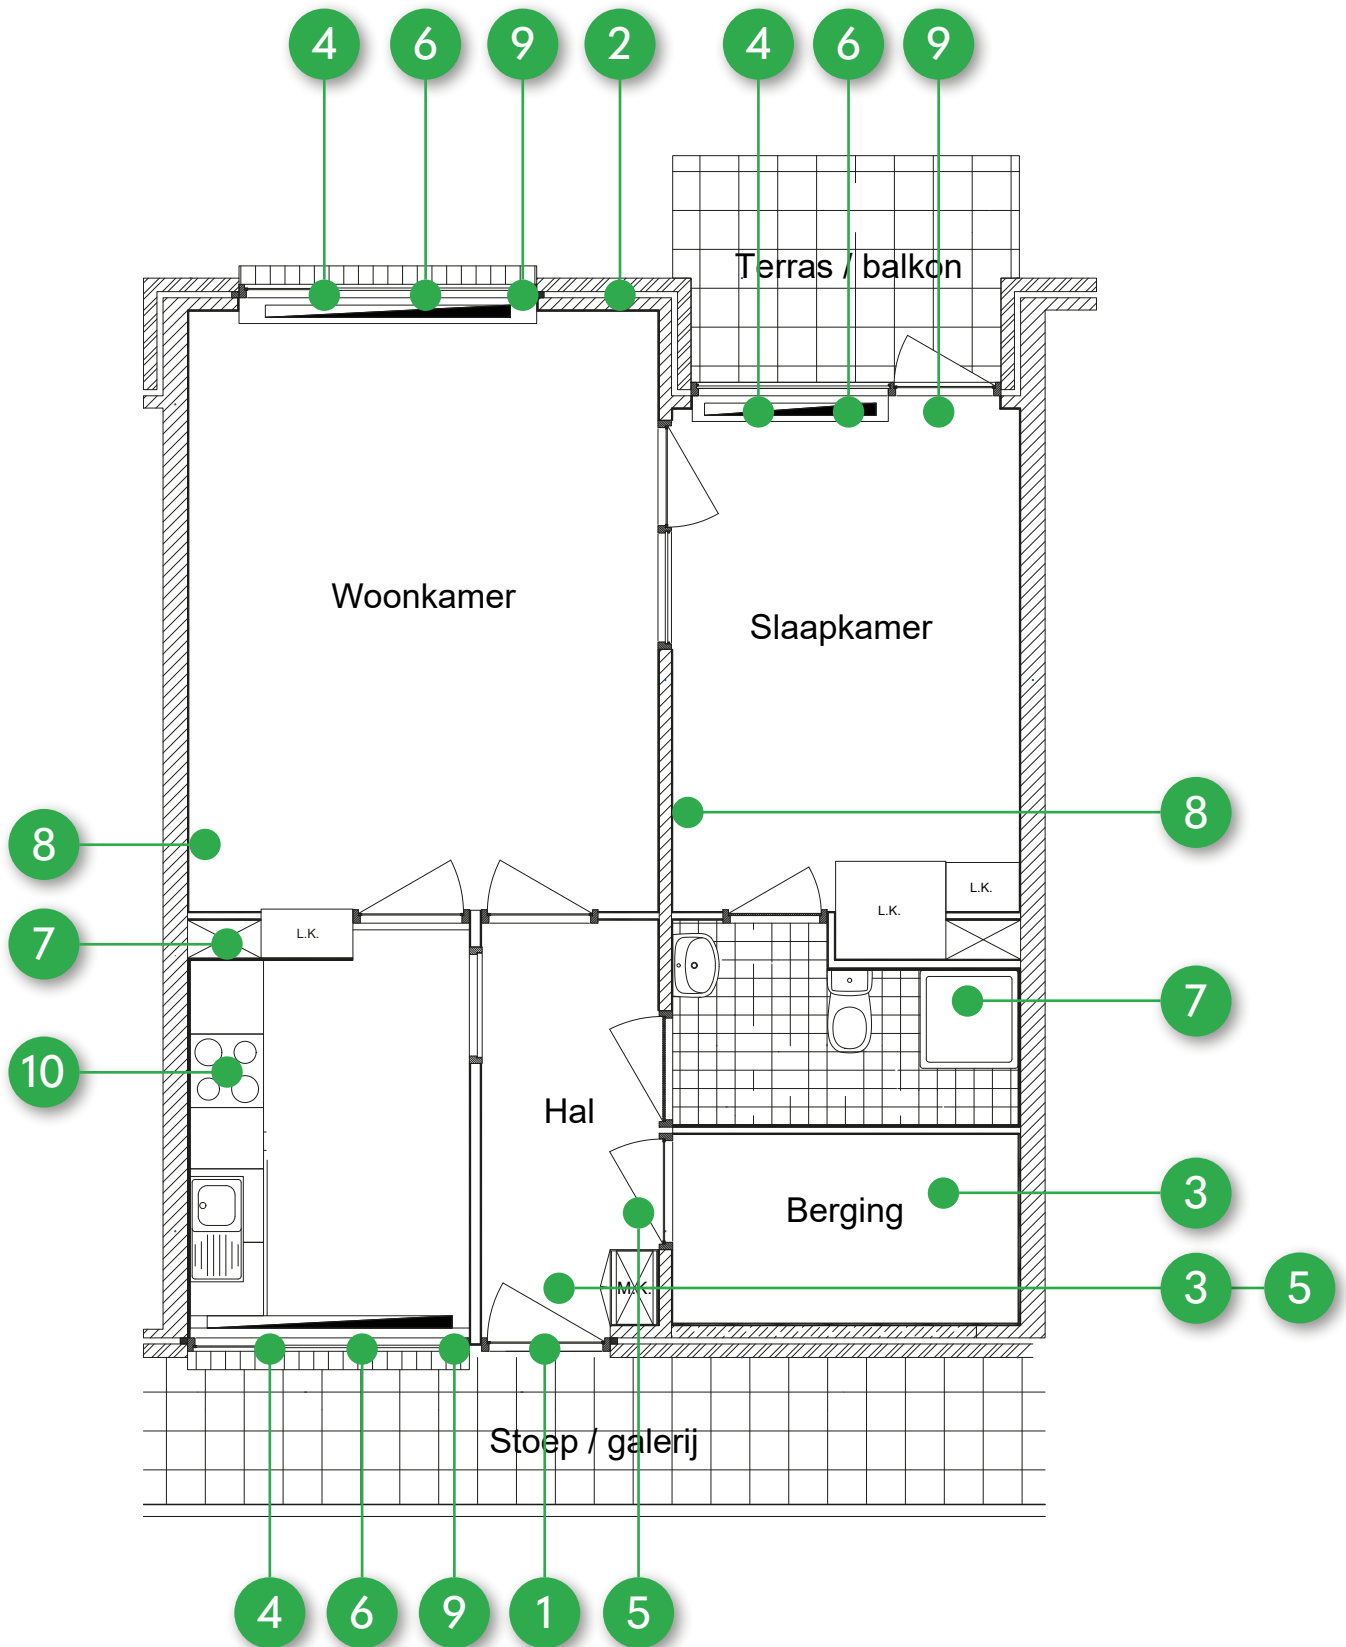 4 6 9 2 4 6 9
Terras / balkon
Woonkamer
Slaapkamer
8
8
L.K.
L.K.
L.K.
7
7
10
Hal
Berging
3
M.K.
3 5
Stoep / galerij
4 6 9 1 5